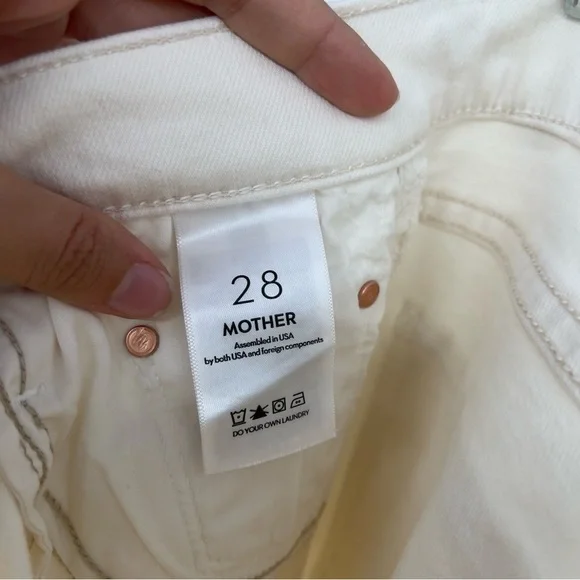 28
MOTHER
Assembled in USA
by both USA and foreign components
DO YOUR OWN LAUNDRY